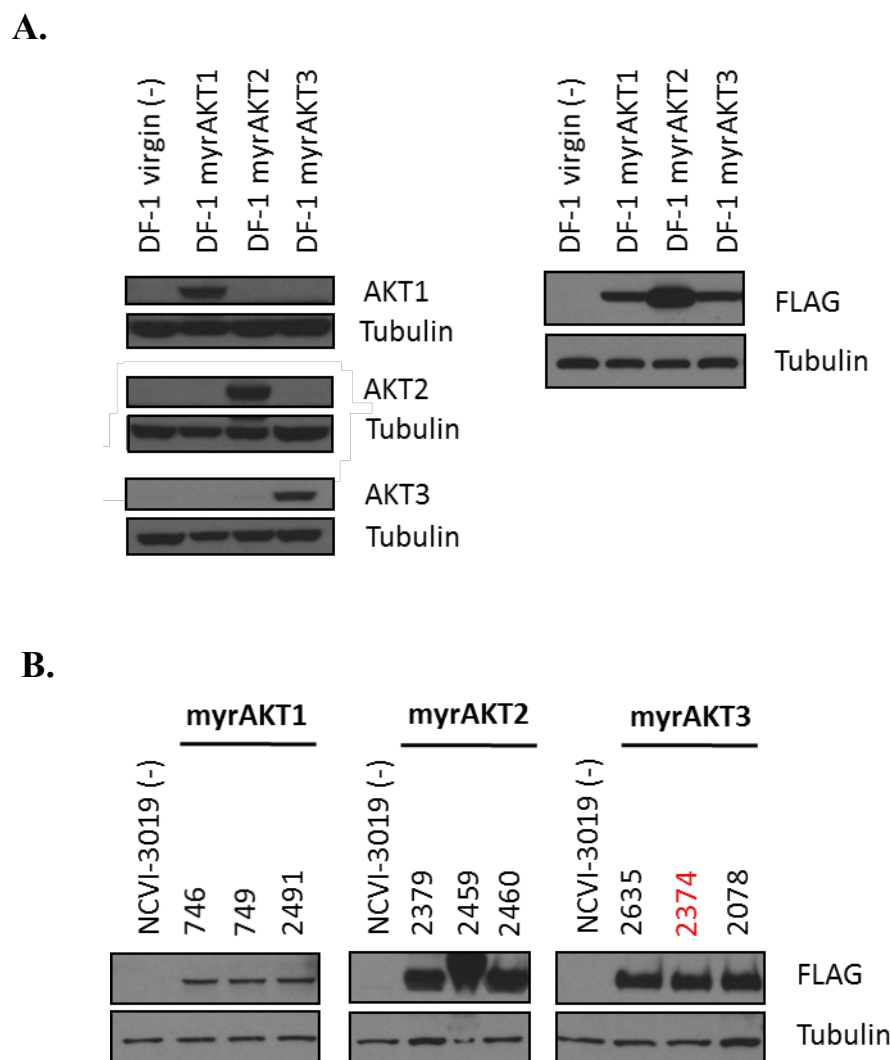 A.
DF-1 virgin (-)
DF-1 myrAKT1
DF-1 myrAKT2
DF-1 myrAKT3
AKT1
Tubulin
AKT2
Tubulin
AKT3
Tubulin
DF-1 virgin (-)
DF-1 myrAKT1
DF-1 myrAKT2
DF-1 myrAKT3
FLAG
Tubulin
B.
myrAKT1
myrAKT2
myrAKT3
NCVI-3019 (-)
746
749
2491
NCVI-3019 (-)
2379
2459
2460
NCVI-3019 (-)
2635
2374
2078
FLAG
Tubulin